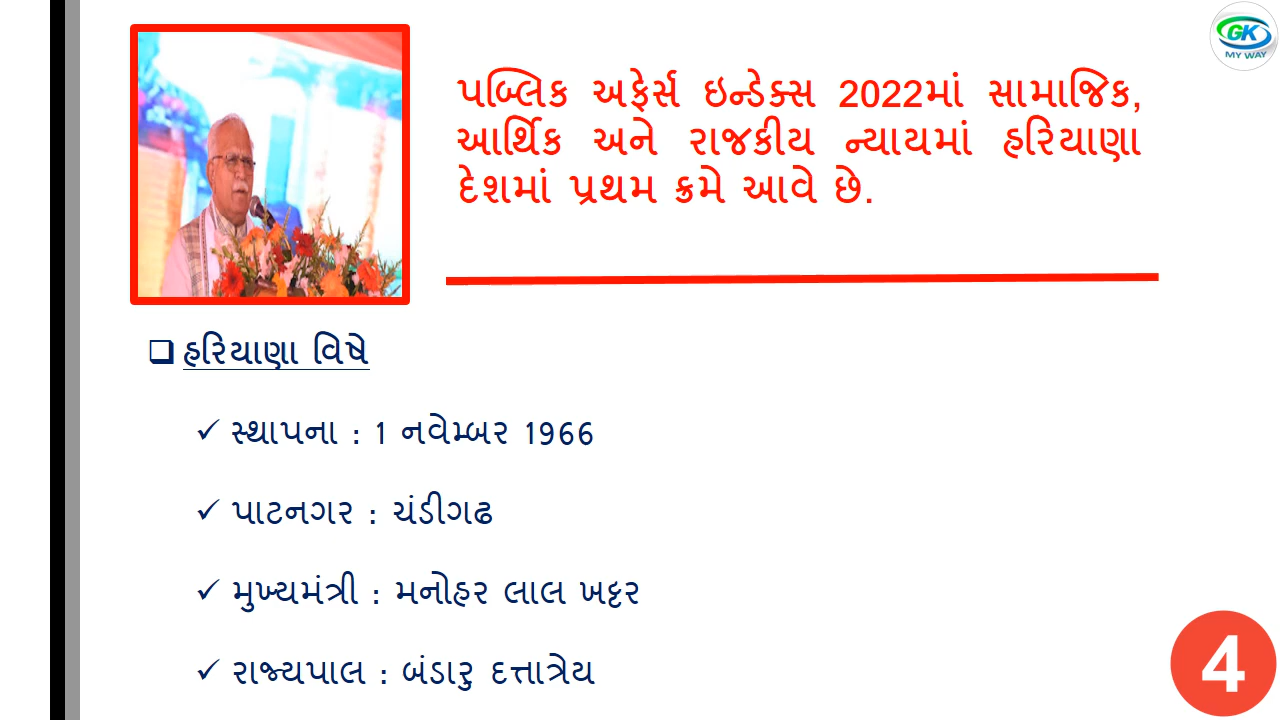 GK
MY WAY
પબ્લિક અફેર્સ ઇન્ડેક્સ 2022માં સામાજિક,
આર્થિક અને રાજકીય ન્યાયમાં હરિયાણા
દેશમાં પ્રથમ ક્રમે આવે છે.
હરિયાણા વિષે
સ્થાપના : 1 નવેમ્બર 1966
પાટનગર : ચંડીગઢ
મુખ્યમંત્રી : મનોહર લાલ ખટ્ટર
રાજ્યપાલ : બંડારુ દત્તાત્રેય
4